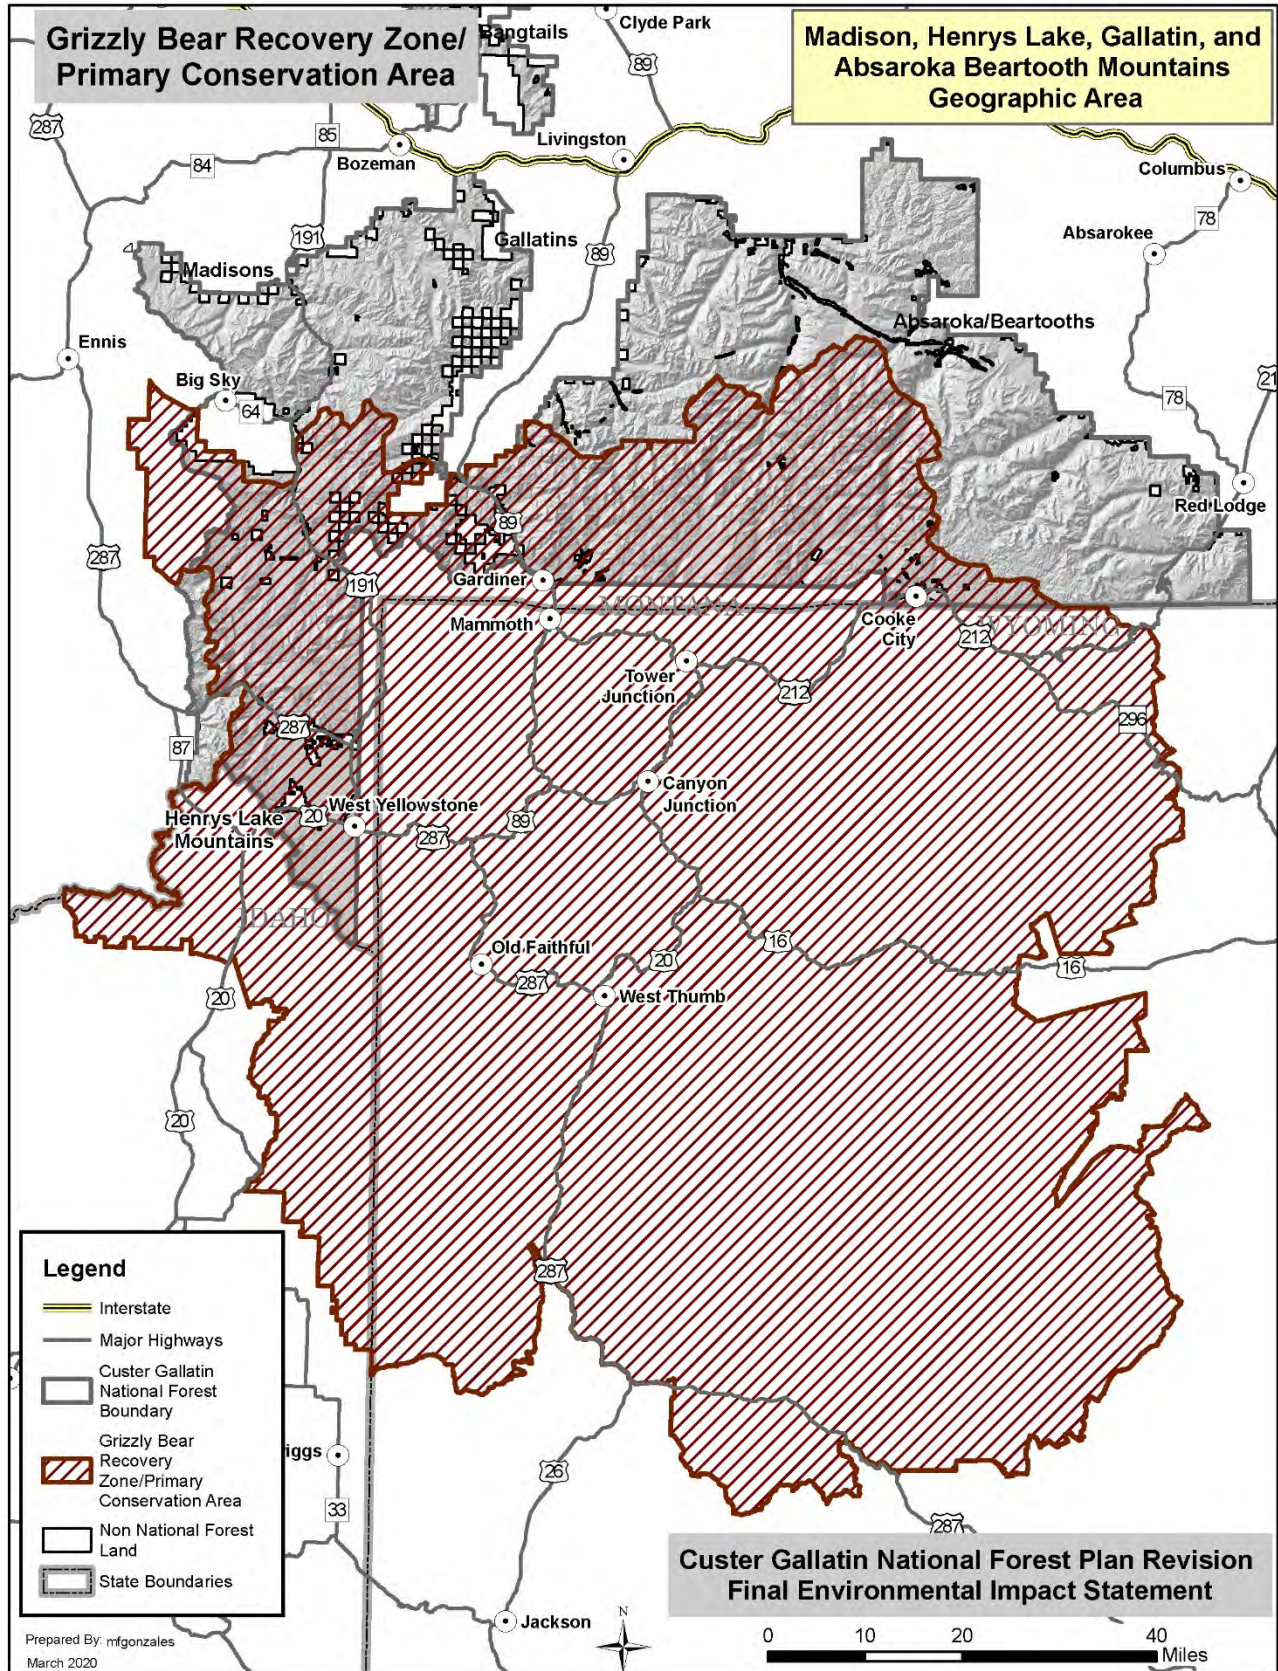 Clyde Park
Bangtails
Grizzly Bear Recovery Zone/
Primary Conservation Area
Madison, Henrys Lake, Gallatin, and
Absaroka Beartooth Mountains
Geographic Area
89
287
85
Livingston
84
Bozeman
Columbus
78
191
Gallatins
89
Absarokee
Madisons
Absaroka/Beartooths
Ennis
Big Sky
64
21
78
Red Lodge
89
287
191
Gardiner
MONTANA
Mammoth
Cooke
City
212
WYOMING
Tower
Junction
212
296
287
87
Canyon
Junction
West Yellowstone
20
Henrys Lake
Mountains
287
89
IDAHO
Old Faithful
16
20
16
287
West Thumb
20
20
287
Legend
Interstate
Major Highways
Custer Gallatin
National Forest
Boundary
Grizzly Bear
Recovery
Zone/Primary
Conservation Area
Non National Forest
Land
State Boundaries
iggs
33
26
287
Custer Gallatin National Forest Plan Revision
Final Environmental Impact Statement
Jackson
N
0 10 20 40
Miles
Prepared By: mfgonzales
March 2020